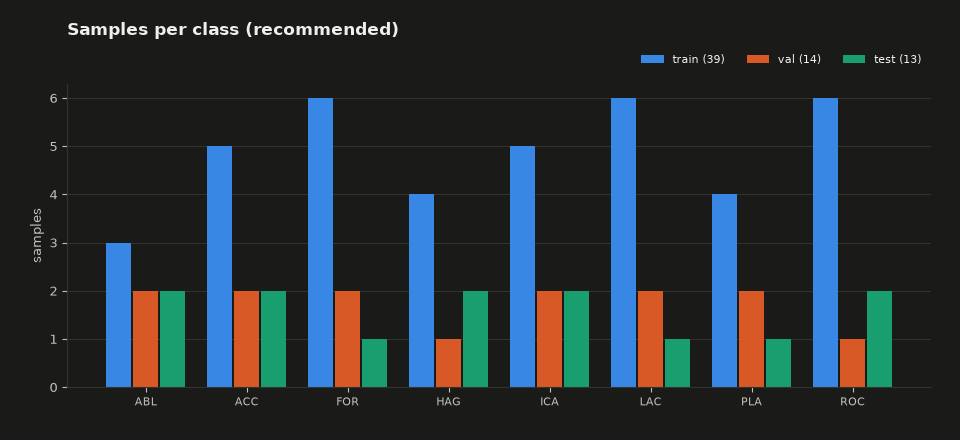 Samples per class (recommended)
train (39) val (14) test (13)
6
5
4
3
2
1
0
samples
ABL ACC FOR HAG ICA LAC PLA ROC